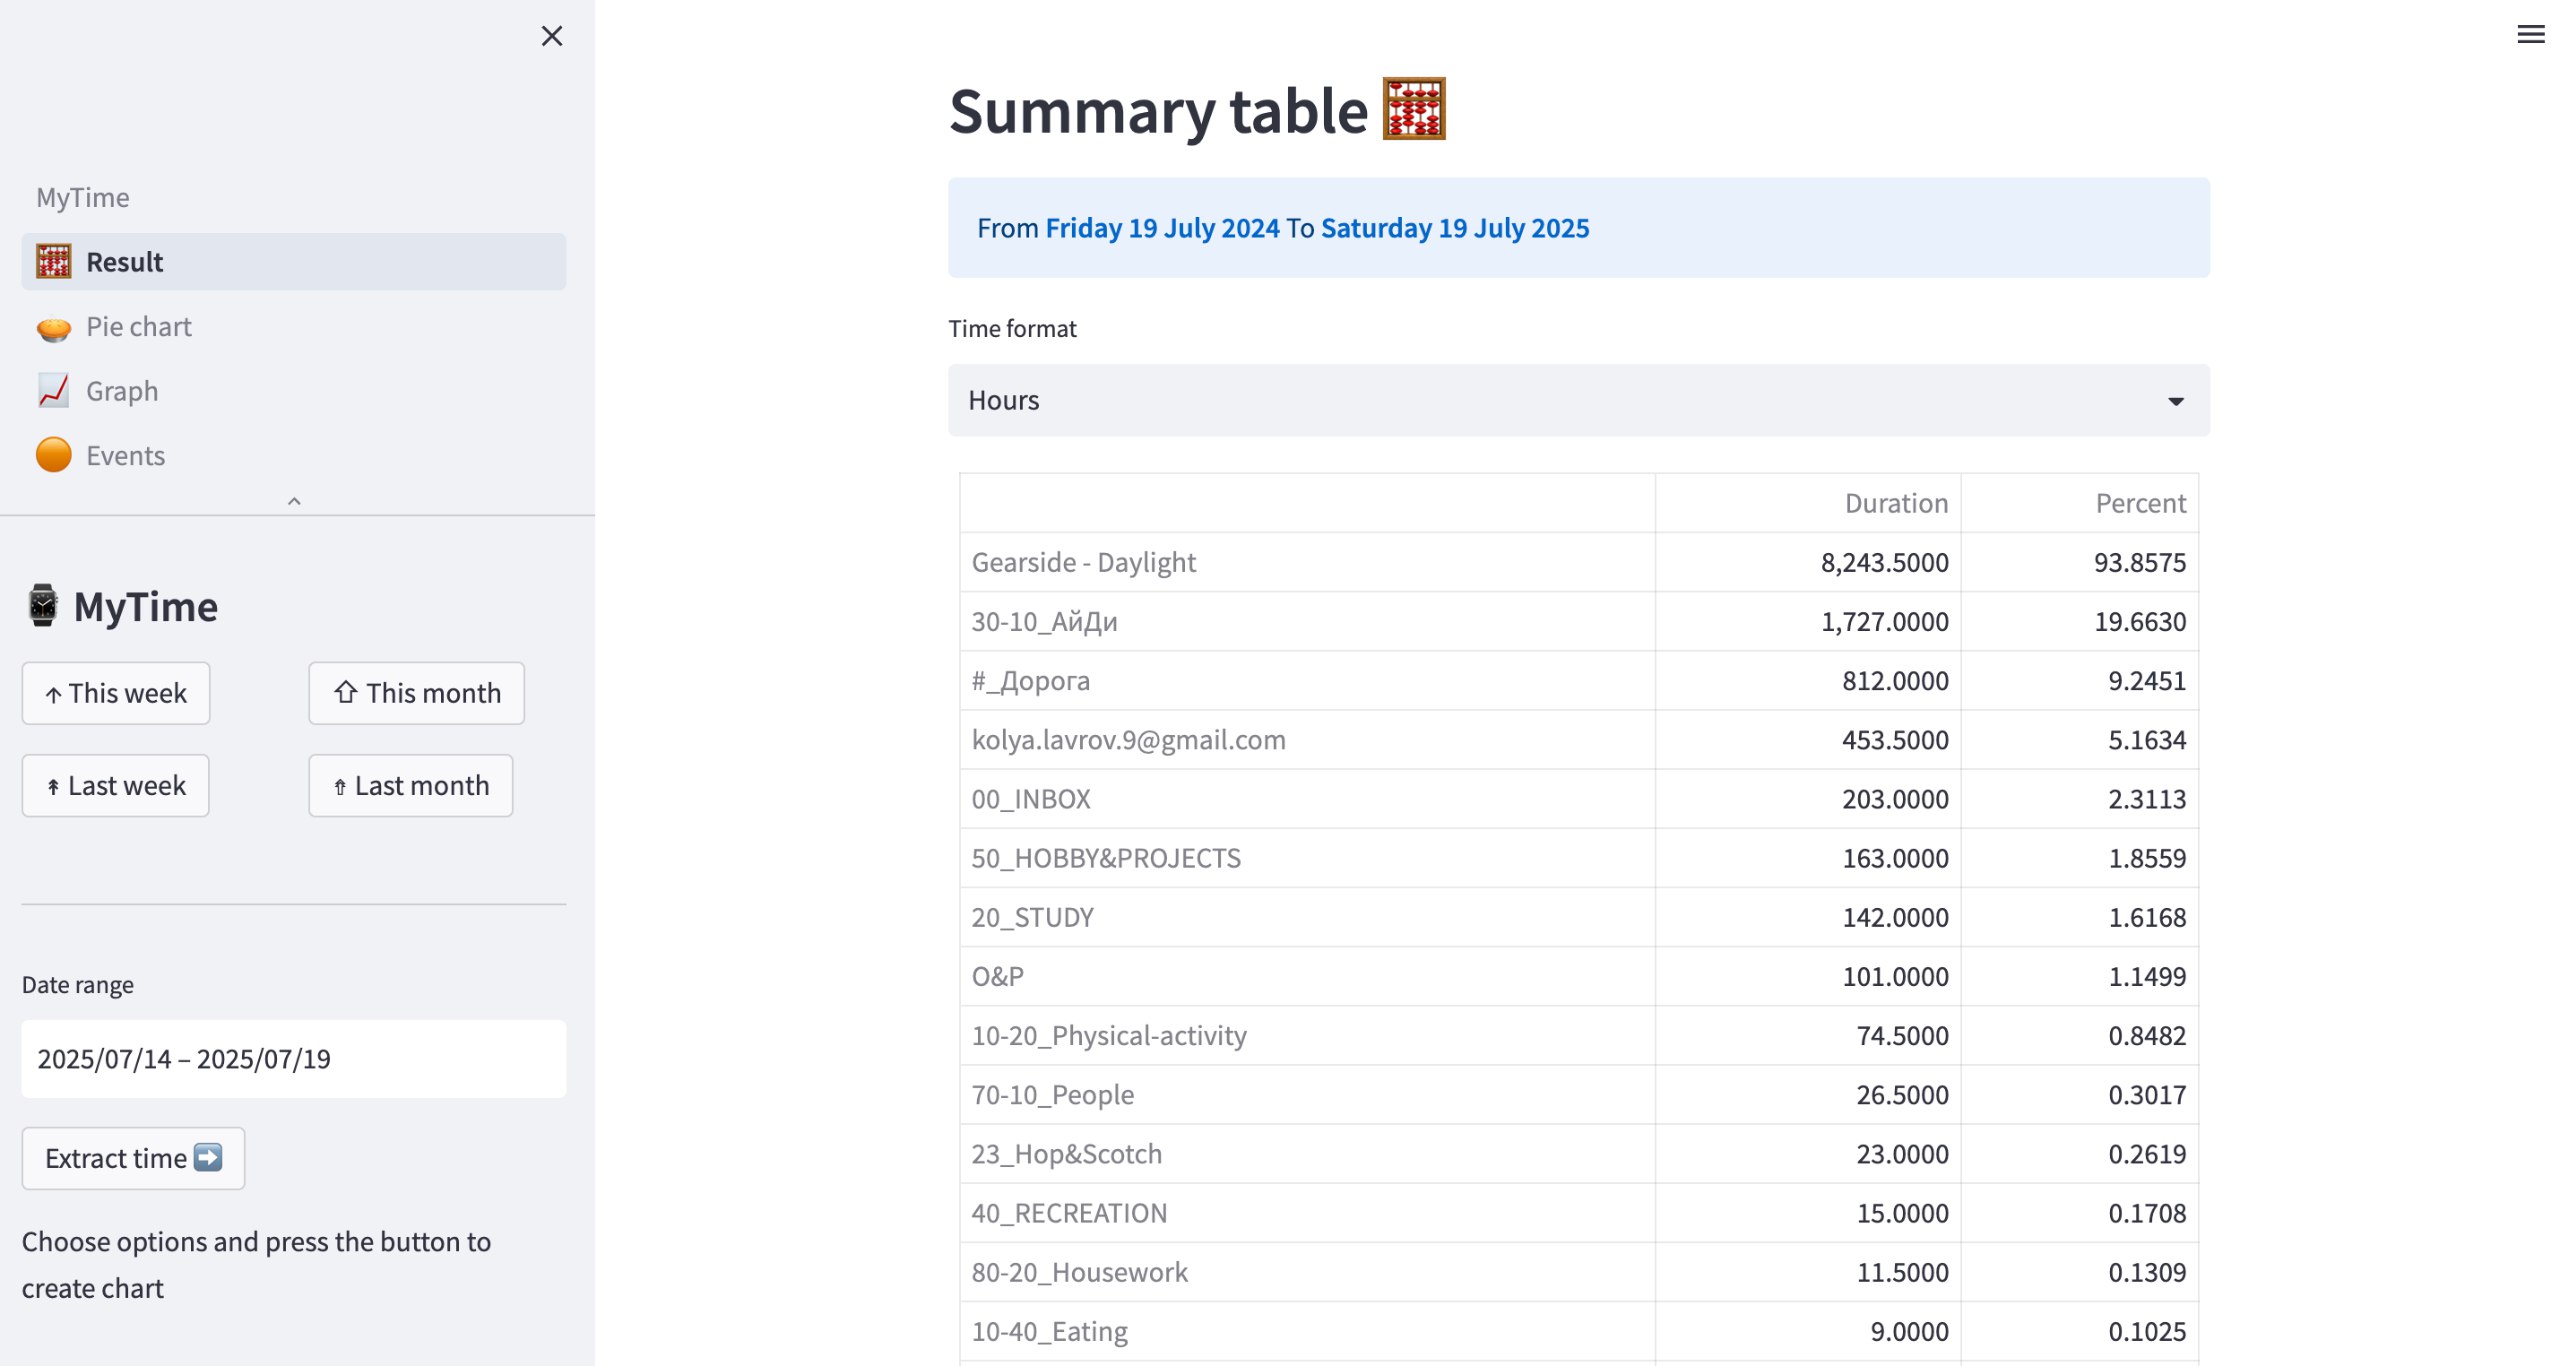 MyTime
Result
Pie chart
Graph
Events
MyTime
↑ This week
⇧ This month
↟ Last week
⇮ Last month
Date range
2025/07/14 – 2025/07/19
Extract time ➡️
Choose options and press the button to
create chart
Summary table 🧮
From Friday 19 July 2024 To Saturday 19 July 2025
Time format
Hours
Duration Percent
Gearside - Daylight 8,243.5000 93.8575
30-10_АйДи 1,727.0000 19.6630
#_Дорога 812.0000 9.2451
kolya.lavrov.9@gmail.com 453.5000 5.1634
00_INBOX 203.0000 2.3113
50_HOBBY&PROJECTS 163.0000 1.8559
20_STUDY 142.0000 1.6168
O&P 101.0000 1.1499
10-20_Physical-activity 74.5000 0.8482
70-10_People 26.5000 0.3017
23_Hop&Scotch 23.0000 0.2619
40_RECREATION 15.0000 0.1708
80-20_Housework 11.5000 0.1309
10-40_Eating 9.0000 0.1025